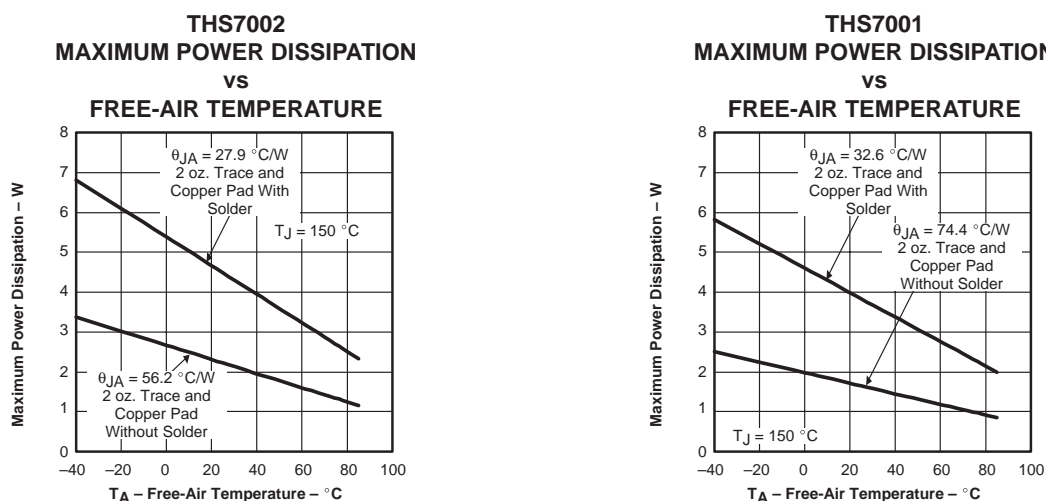 THS7002
MAXIMUM POWER DISSIPATION
vs
FREE-AIR TEMPERATURE
8
7
6
5
4
3
2
1
0
Maximum Power Dissipation – W
θJA = 27.9 °C/W
2 oz. Trace and
Copper Pad With
Solder
TJ = 150 °C
θJA = 56.2 °C/W
2 oz. Trace and
Copper Pad
Without Solder
–40 –20 0 20 40 60 80 100
TA – Free-Air Temperature – °C
THS7001
MAXIMUM POWER DISSIPATION
vs
FREE-AIR TEMPERATURE
8
7
6
5
4
3
2
1
0
Maximum Power Dissipation – W
θJA = 32.6 °C/W
2 oz. Trace and
Copper Pad With
Solder
θJA = 74.4 °C/W
2 oz. Trace and
Copper Pad
Without Solder
TJ = 150 °C
–40 –20 0 20 40 60 80 100
TA – Free-Air Temperature – °C